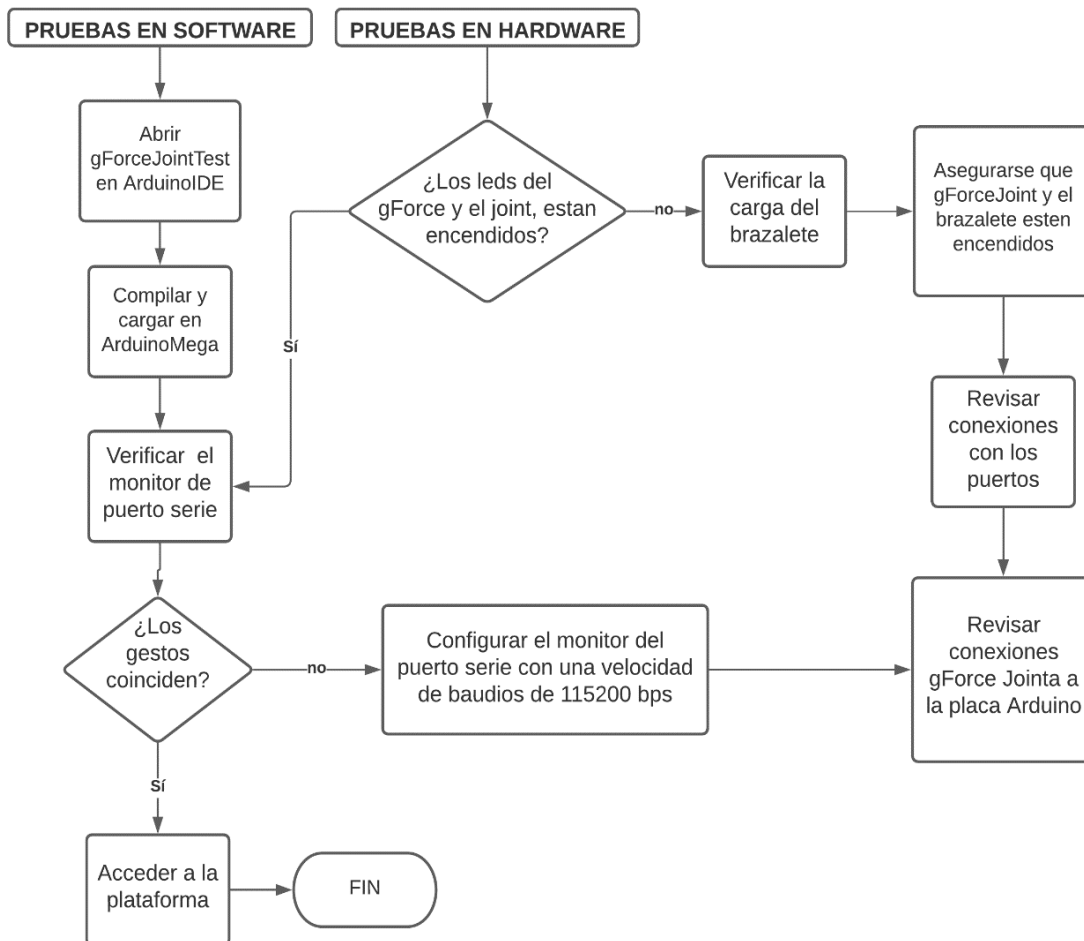 PRUEBAS EN SOFTWARE
PRUEBAS EN HARDWARE
Abrir
gForceJointTest
en ArduinoIDE
Compilar y
cargar en
ArduinoMega
Verificar el
monitor de
puerto serie
¿Los
gestos
coinciden?
no
Sí
Acceder a la
plataforma
FIN
¿Los leds del
gForce y el joint, estan
encendidos?
Sí
no
Verificar la
carga del
brazalete
Asegurarse que
gForceJoint y el
brazalete esten
encendidos
Revisar
conexiones
con los
puertos
Configurar el monitor del
puerto serie con una velocidad
de baudios de 115200 bps
Revisar
conexiones
gForce Jointa a
la placa Arduino